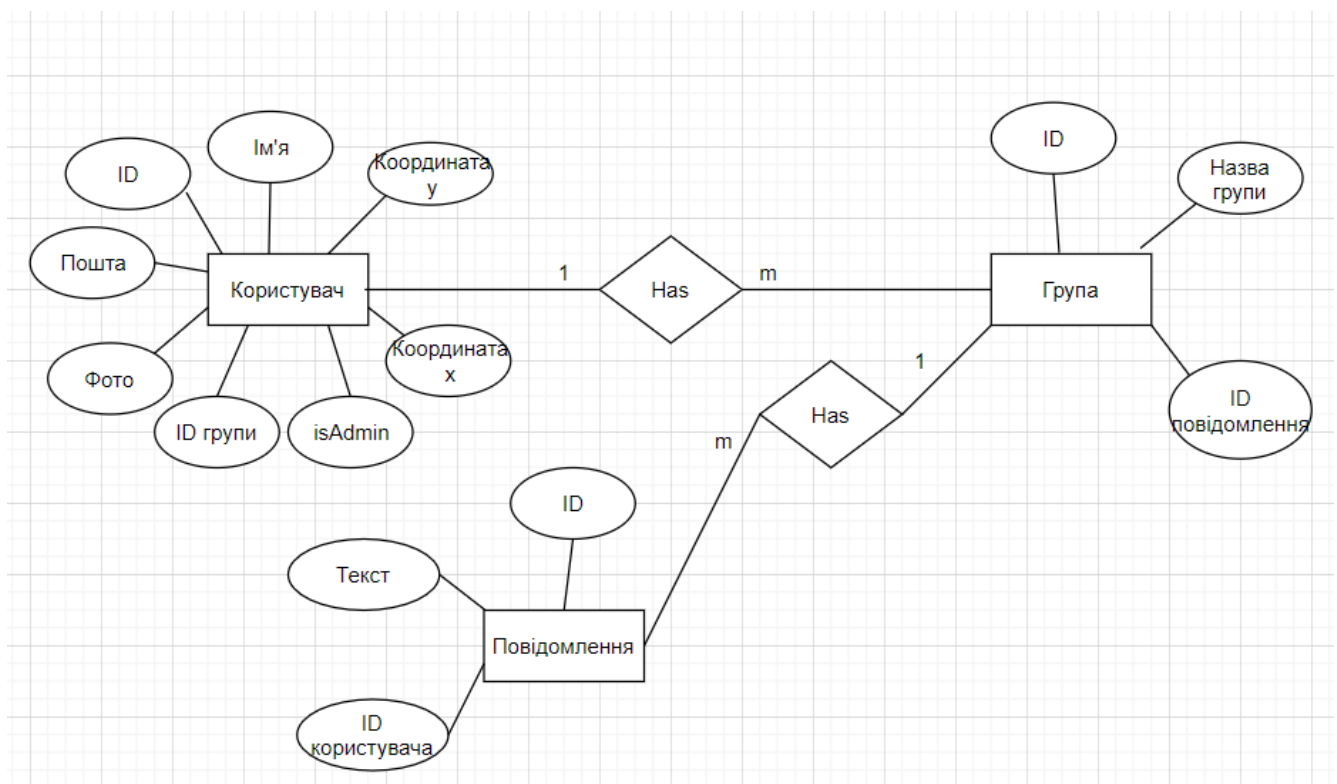 ID
Ім'я
Координата
у
ID
Назва
групи
Пошта
Користувач
1
Has
m
Група
Фото
Координата
х
ID групи
isAdmin
1
Has
m
ID
повідомлення
ID
Текст
Повідомлення
ID
користувача